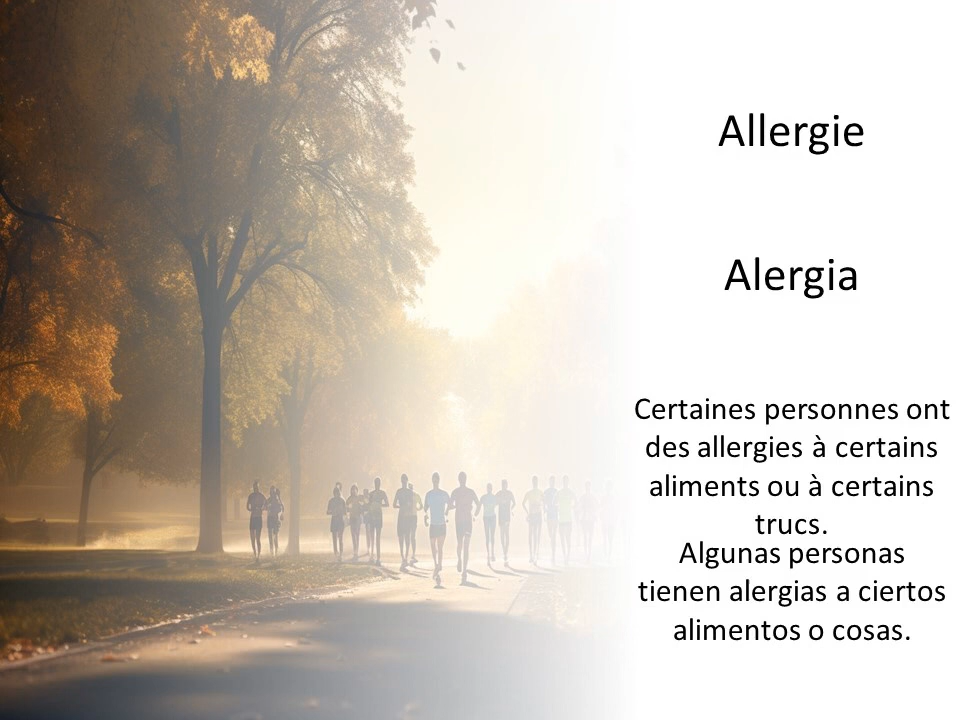 Allergie
Alergia
Certaines personnes ont
des allergies à certains
aliments ou à certains
trucs.
Algunas personas
tienen alergias a ciertos
alimentos o cosas.